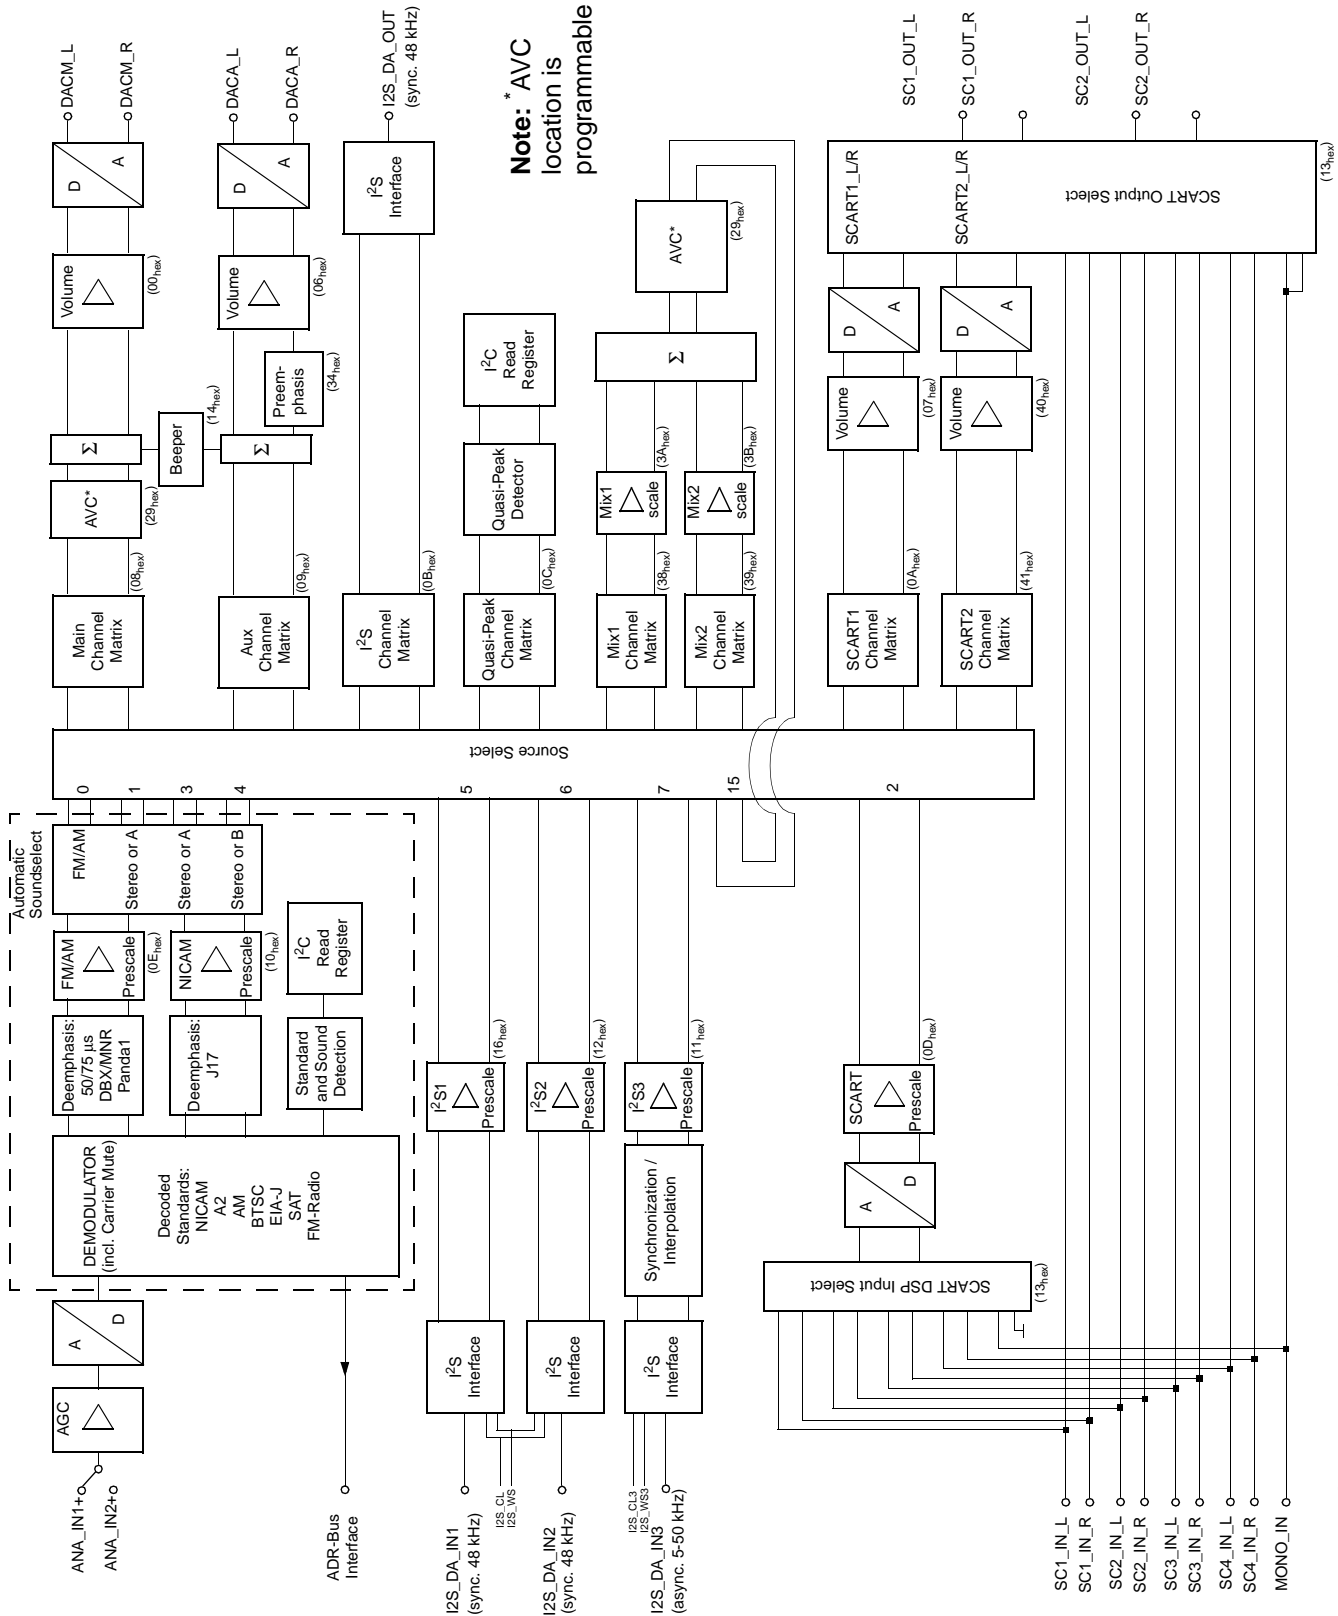 ANA_IN1+
ANA_IN2+
AGC
A
D
DEMODULATOR
(incl. Carrier Mute)
Decoded
Standards:
NICAM
A2
AM
BTSC
EIA-J
SAT
FM-Radio
ADR-Bus
Interface
Deemphasis:
50/75 µs
DBX/MNR
Panda1
Deemphasis:
J17
Standard
and Sound
Detection
FM/AM
Prescale
(0Ehex)
NICAM
Prescale
(10hex)
I2C
Read
Register
Automatic
Soundselect
FM/AM
Stereo or A
Stereo or A
Stereo or B
0
1
3
4
Source Select
5
6
7
15
2
Main
Channel
Matrix
(08hex)
AVC*
(29hex)
Σ
Beeper
(14hex)
Volume
(00hex)
D
A
DACM_L
DACM_R
Aux
Channel
Matrix
(09hex)
Σ
Preem-
phasis
(34hex)
Volume
(06hex)
D
A
DACA_L
DACA_R
I2S
Channel
Matrix
(0Bhex)
I2S
Interface
I2S_DA_OUT
(sync. 48 kHz)
Quasi-Peak
Channel
Matrix
(0Chex)
Quasi-Peak
Detector
I2C
Read
Register
Note: * AVC
location is
programmable
I2S_DA_IN1
(sync. 48 kHz)
I2S_CL
I2S_WS
I2S
Interface
I2S1
Prescale
(16hex)
I2S_DA_IN2
(sync. 48 kHz)
I2S
Interface
I2S2
Prescale
(12hex)
I2S_CL3
I2S_WS3
I2S_DA_IN3
(async. 5-50 kHz)
I2S
Interface
Synchronization /
Interpolation
I2S3
Prescale
(11hex)
Mix1
Channel
Matrix
(38hex)
Mix1
scale
(3Ahex)
Mix2
Channel
Matrix
(39hex)
Mix2
scale
(3Bhex)
Σ
AVC*
(29hex)
SCART DSP Input Select
(13hex)
A
D
SCART
Prescale
(0Dhex)
SCART1
Channel
Matrix
(0Ahex)
Volume
(07hex)
D
A
SCART1_L/R
SCART2
Channel
Matrix
(41hex)
Volume
(40hex)
D
A
SCART2_L/R
SCART Output Select
(13hex)
SC1_OUT_L
SC1_OUT_R
SC2_OUT_L
SC2_OUT_R
SC1_IN_L
SC1_IN_R
SC2_IN_L
SC2_IN_R
SC3_IN_L
SC3_IN_R
SC4_IN_L
SC4_IN_R
MONO_IN